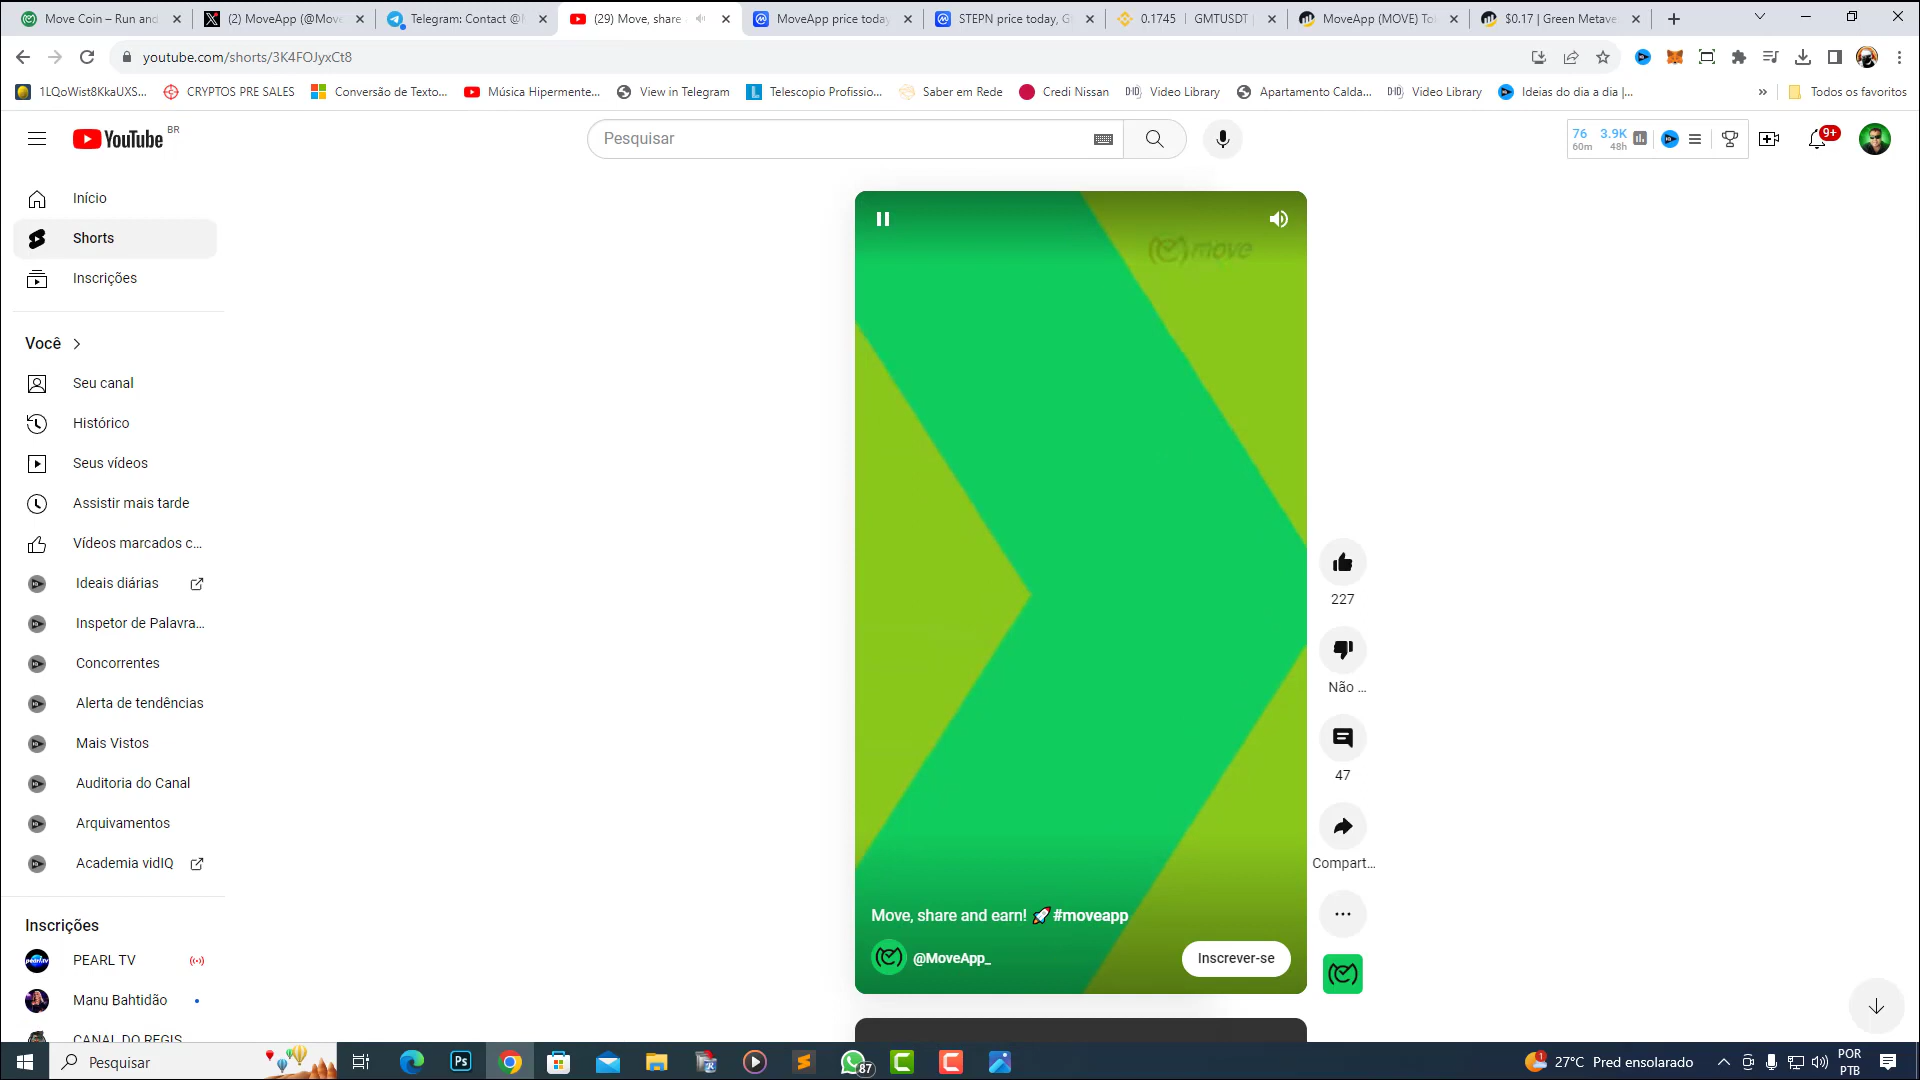 Move Coin – Run and
(2) MoveApp (@Move
Telegram: Contact @
(29) Move, share
MoveApp price today
STEPN price today, G
0.1745 | GMTUSDT
MoveApp (MOVE) To
$0.17 | Green Metave
youtube.com/shorts/3K4FOJyxCt8
1LQoWist8KkaUXS...
CRYPTOS PRE SALES
Conversão de Texto...
Música Hipermente...
View in Telegram
Telescopio Profissio...
Saber em Rede
Credi Nissan
Video Library
Apartamento Calda...
Video Library
Ideias do dia a dia |...
»
Todos os favoritos
YouTube BR
Pesquisar
76
60m
3.9K
48h
9+
Início
Shorts
Inscrições
Você
Seu canal
Histórico
Seus vídeos
Assistir mais tarde
Vídeos marcados c...
Ideais diárias
Inspetor de Palavra...
Concorrentes
Alerta de tendências
Mais Vistos
Auditoria do Canal
Arquivamentos
Academia vidIQ
Inscrições
PEARL TV
Manu Bahtidão
CANAL DO REGIS
move
227
Não ...
47
Compart...
Move, share and earn! 🚀 #moveapp
@MoveApp_
Inscrever-se
Pesquisar
Ps
87
1
27°C Pred ensolarado
POR
PTB